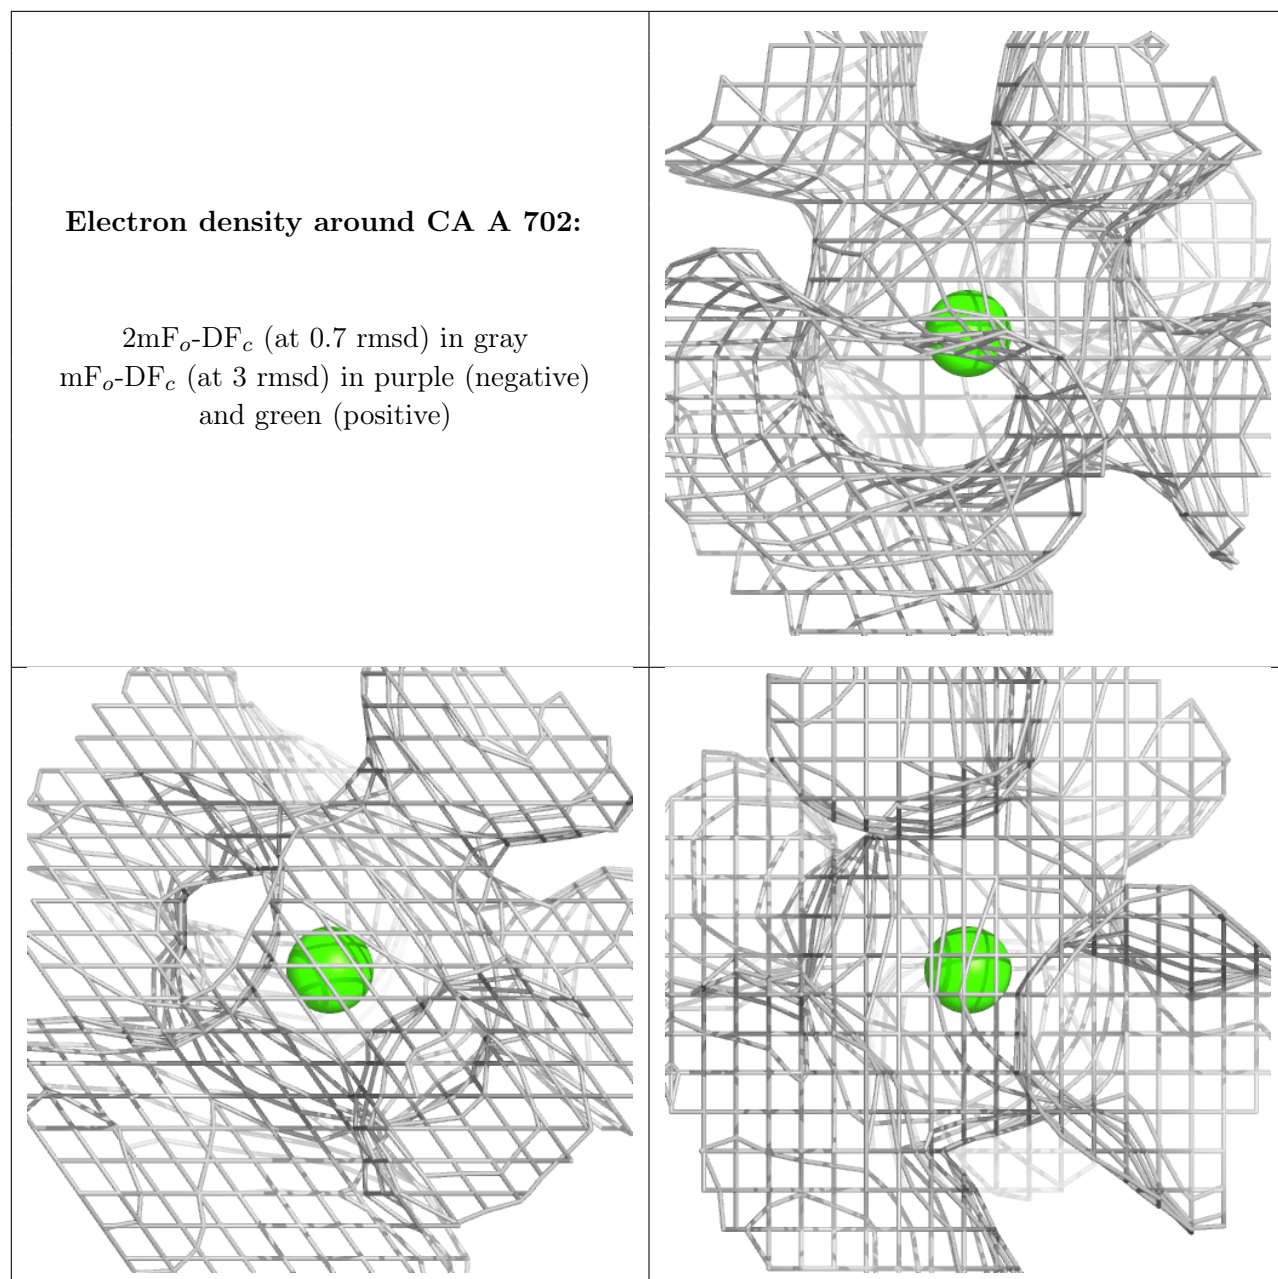 Electron density around CA A 702:
2mFo-DFc (at 0.7 rmsd) in gray
mFo-DFc (at 3 rmsd) in purple (negative)
and green (positive)